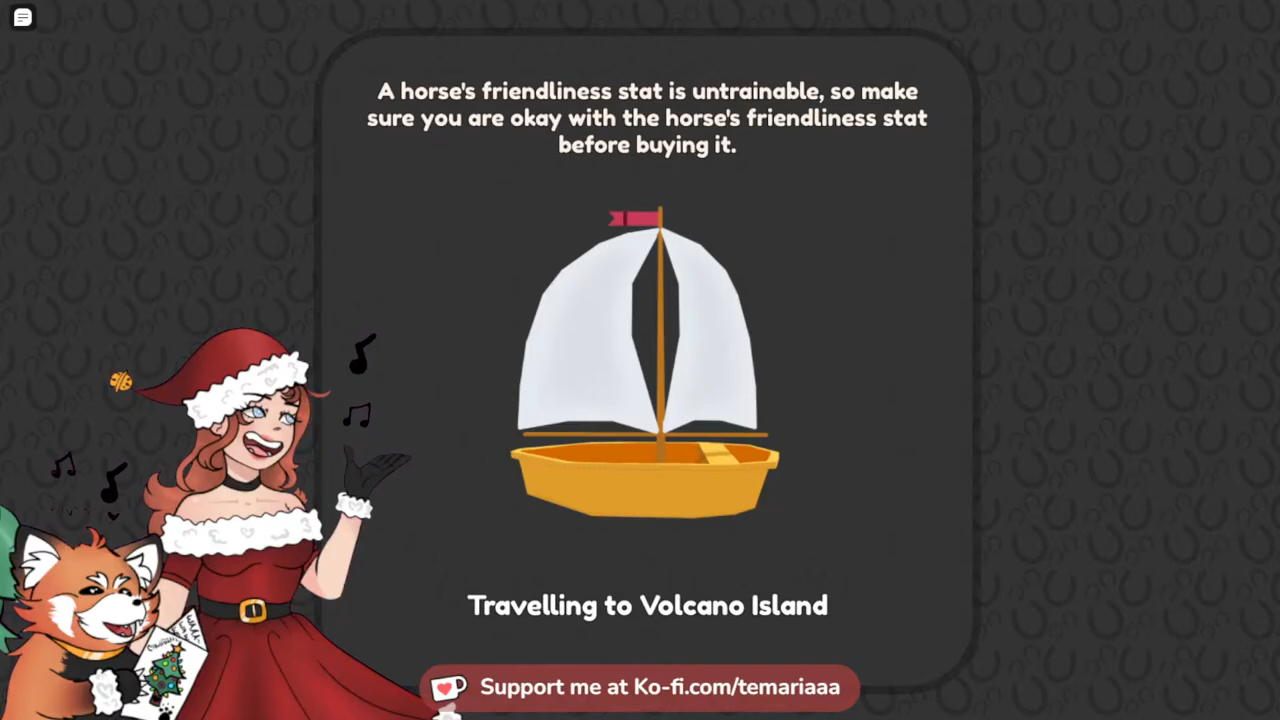 A horse's friendliness stat is untrainable, so make
sure you are okay with the horse's friendliness stat
before buying it.
Travelling to Volcano Island
Support me at Ko-fi.com/temariaaa